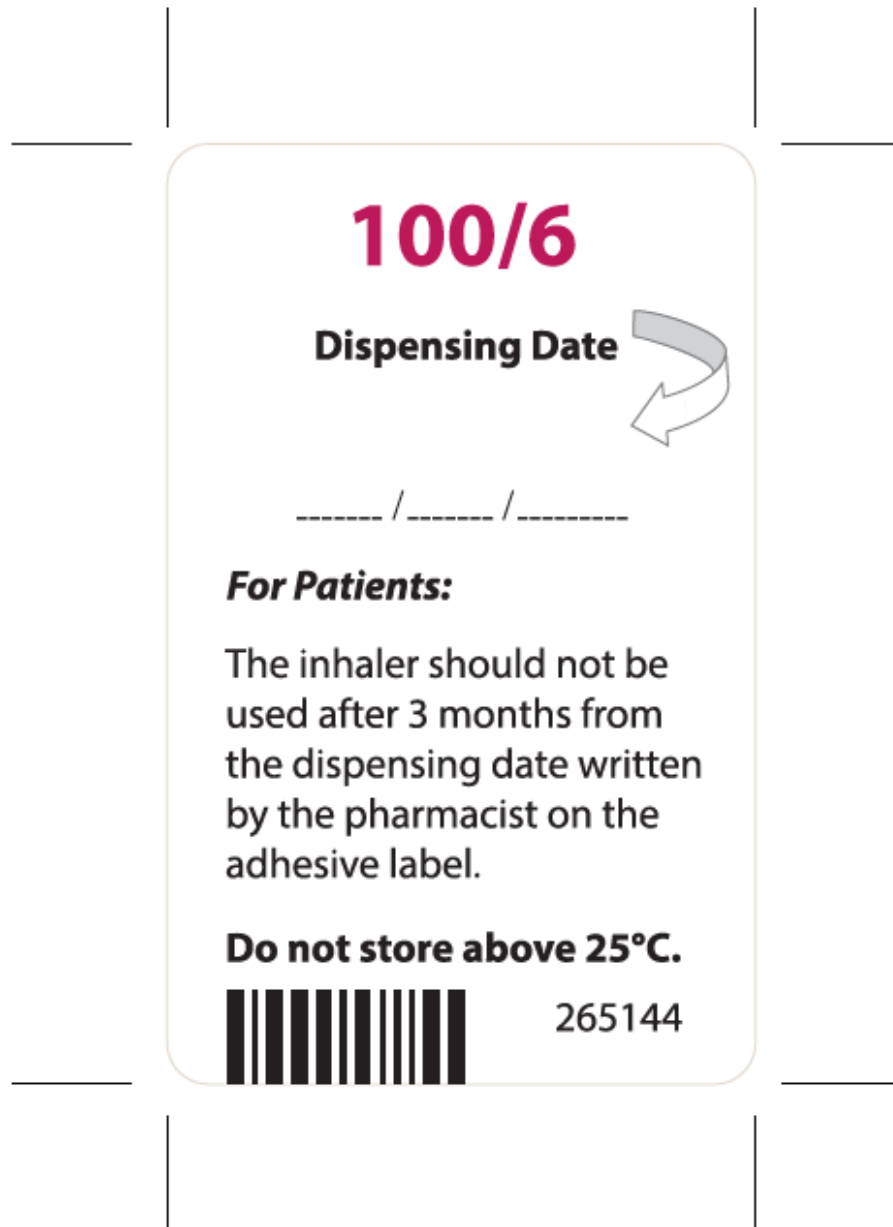 100/6
Dispensing Date
_______ /_______ /_________
For Patients:
The inhaler should not be
used after 3 months from
the dispensing date written
by the pharmacist on the
adhesive label.
Do not store above 25°C.
265144